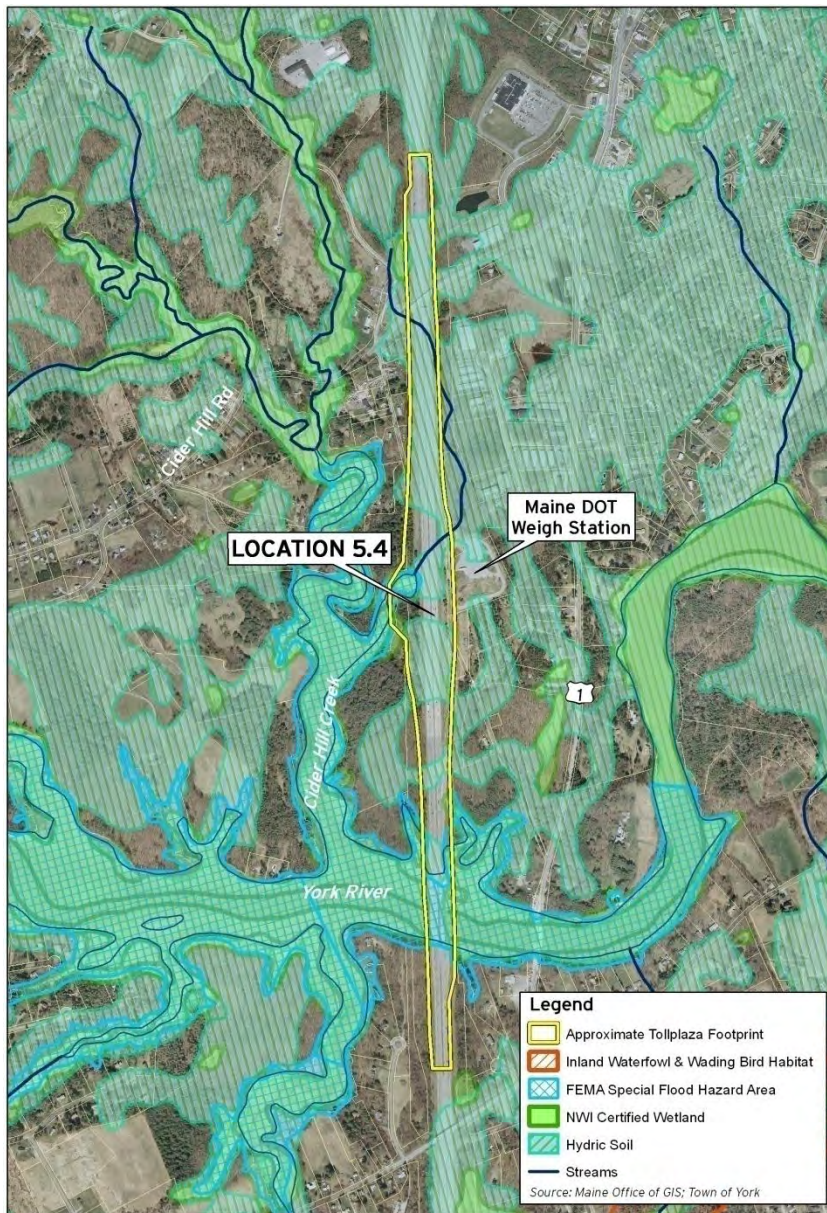 Cider Hill Rd
Maine DOT
Weigh Station
LOCATION 5.4
1
Cider Hill Creek
York River
Legend
Approximate Tollplaza Footprint
Inland Waterfowl & Wading Bird Habitat
FEMA Special Flood Hazard Area
NWI Certified Wetland
Hydric Soil
Streams
Source: Maine Office of GIS; Town of York